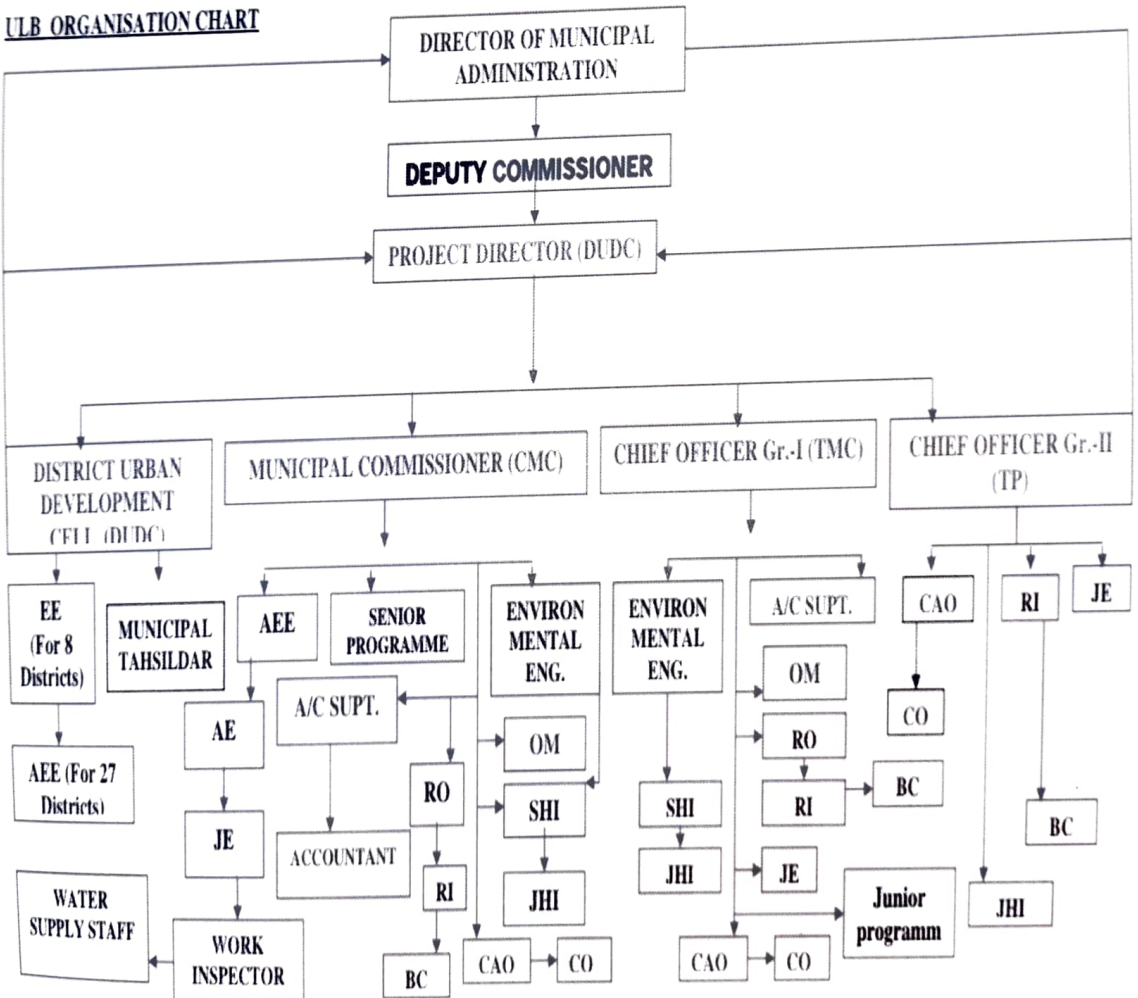 ULB ORGANISATION CHART
DIRECTOR OF MUNICIPAL
ADMINISTRATION
DEPUTY COMMISSIONER
PROJECT DIRECTOR (DUDC)
DISTRICT URBAN
DEVELOPMENT
CELL (DUDC)
MUNICIPAL COMMISSIONER (CMC)
CHIEF OFFICER Gr.-I (TMC)
CHIEF OFFICER Gr.-II
(TP)
EE
(For 8
Districts)
MUNICIPAL
TAHSILDAR
AEE (For 27
Districts)
AEE
SENIOR
PROGRAMME
ENVIRON
MENTAL
ENG.
AE
A/C SUPT.
OM
RO
SHI
JE
ACCOUNTANT
RI
JHI
WATER
SUPPLY STAFF
WORK
INSPECTOR
BC
CAO
CO
ENVIRON
MENTAL
ENG.
A/C SUPT.
OM
RO
SHI
RI
BC
JHI
JE
Junior
programm
CAO
CO
CAO
RI
JE
CO
BC
JHI